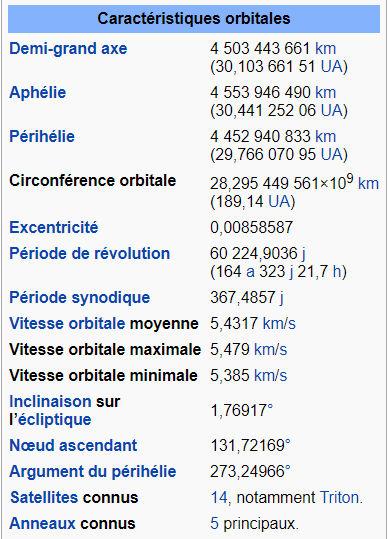 Caractéristiques orbitales
Demi-grand axe 4 503 443 661 km
(30,103 661 51 UA)
Aphélie 4 553 946 490 km
(30,441 252 06 UA)
Périhélie 4 452 940 833 km
(29,766 070 95 UA)
Circonférence orbitale 28,295 449 561×10⁹ km
(189,14 UA)
Excentricité 0,00858587
Période de révolution 60 224,9036 j
(164 a 323 j 21,7 h)
Période synodique 367,4857 j
Vitesse orbitale moyenne 5,4317 km/s
Vitesse orbitale maximale 5,479 km/s
Vitesse orbitale minimale 5,385 km/s
Inclinaison sur
l’écliptique 1,76917°
Nœud ascendant 131,72169°
Argument du périhélie 273,24966°
Satellites connus 14, notamment Triton.
Anneaux connus 5 principaux.